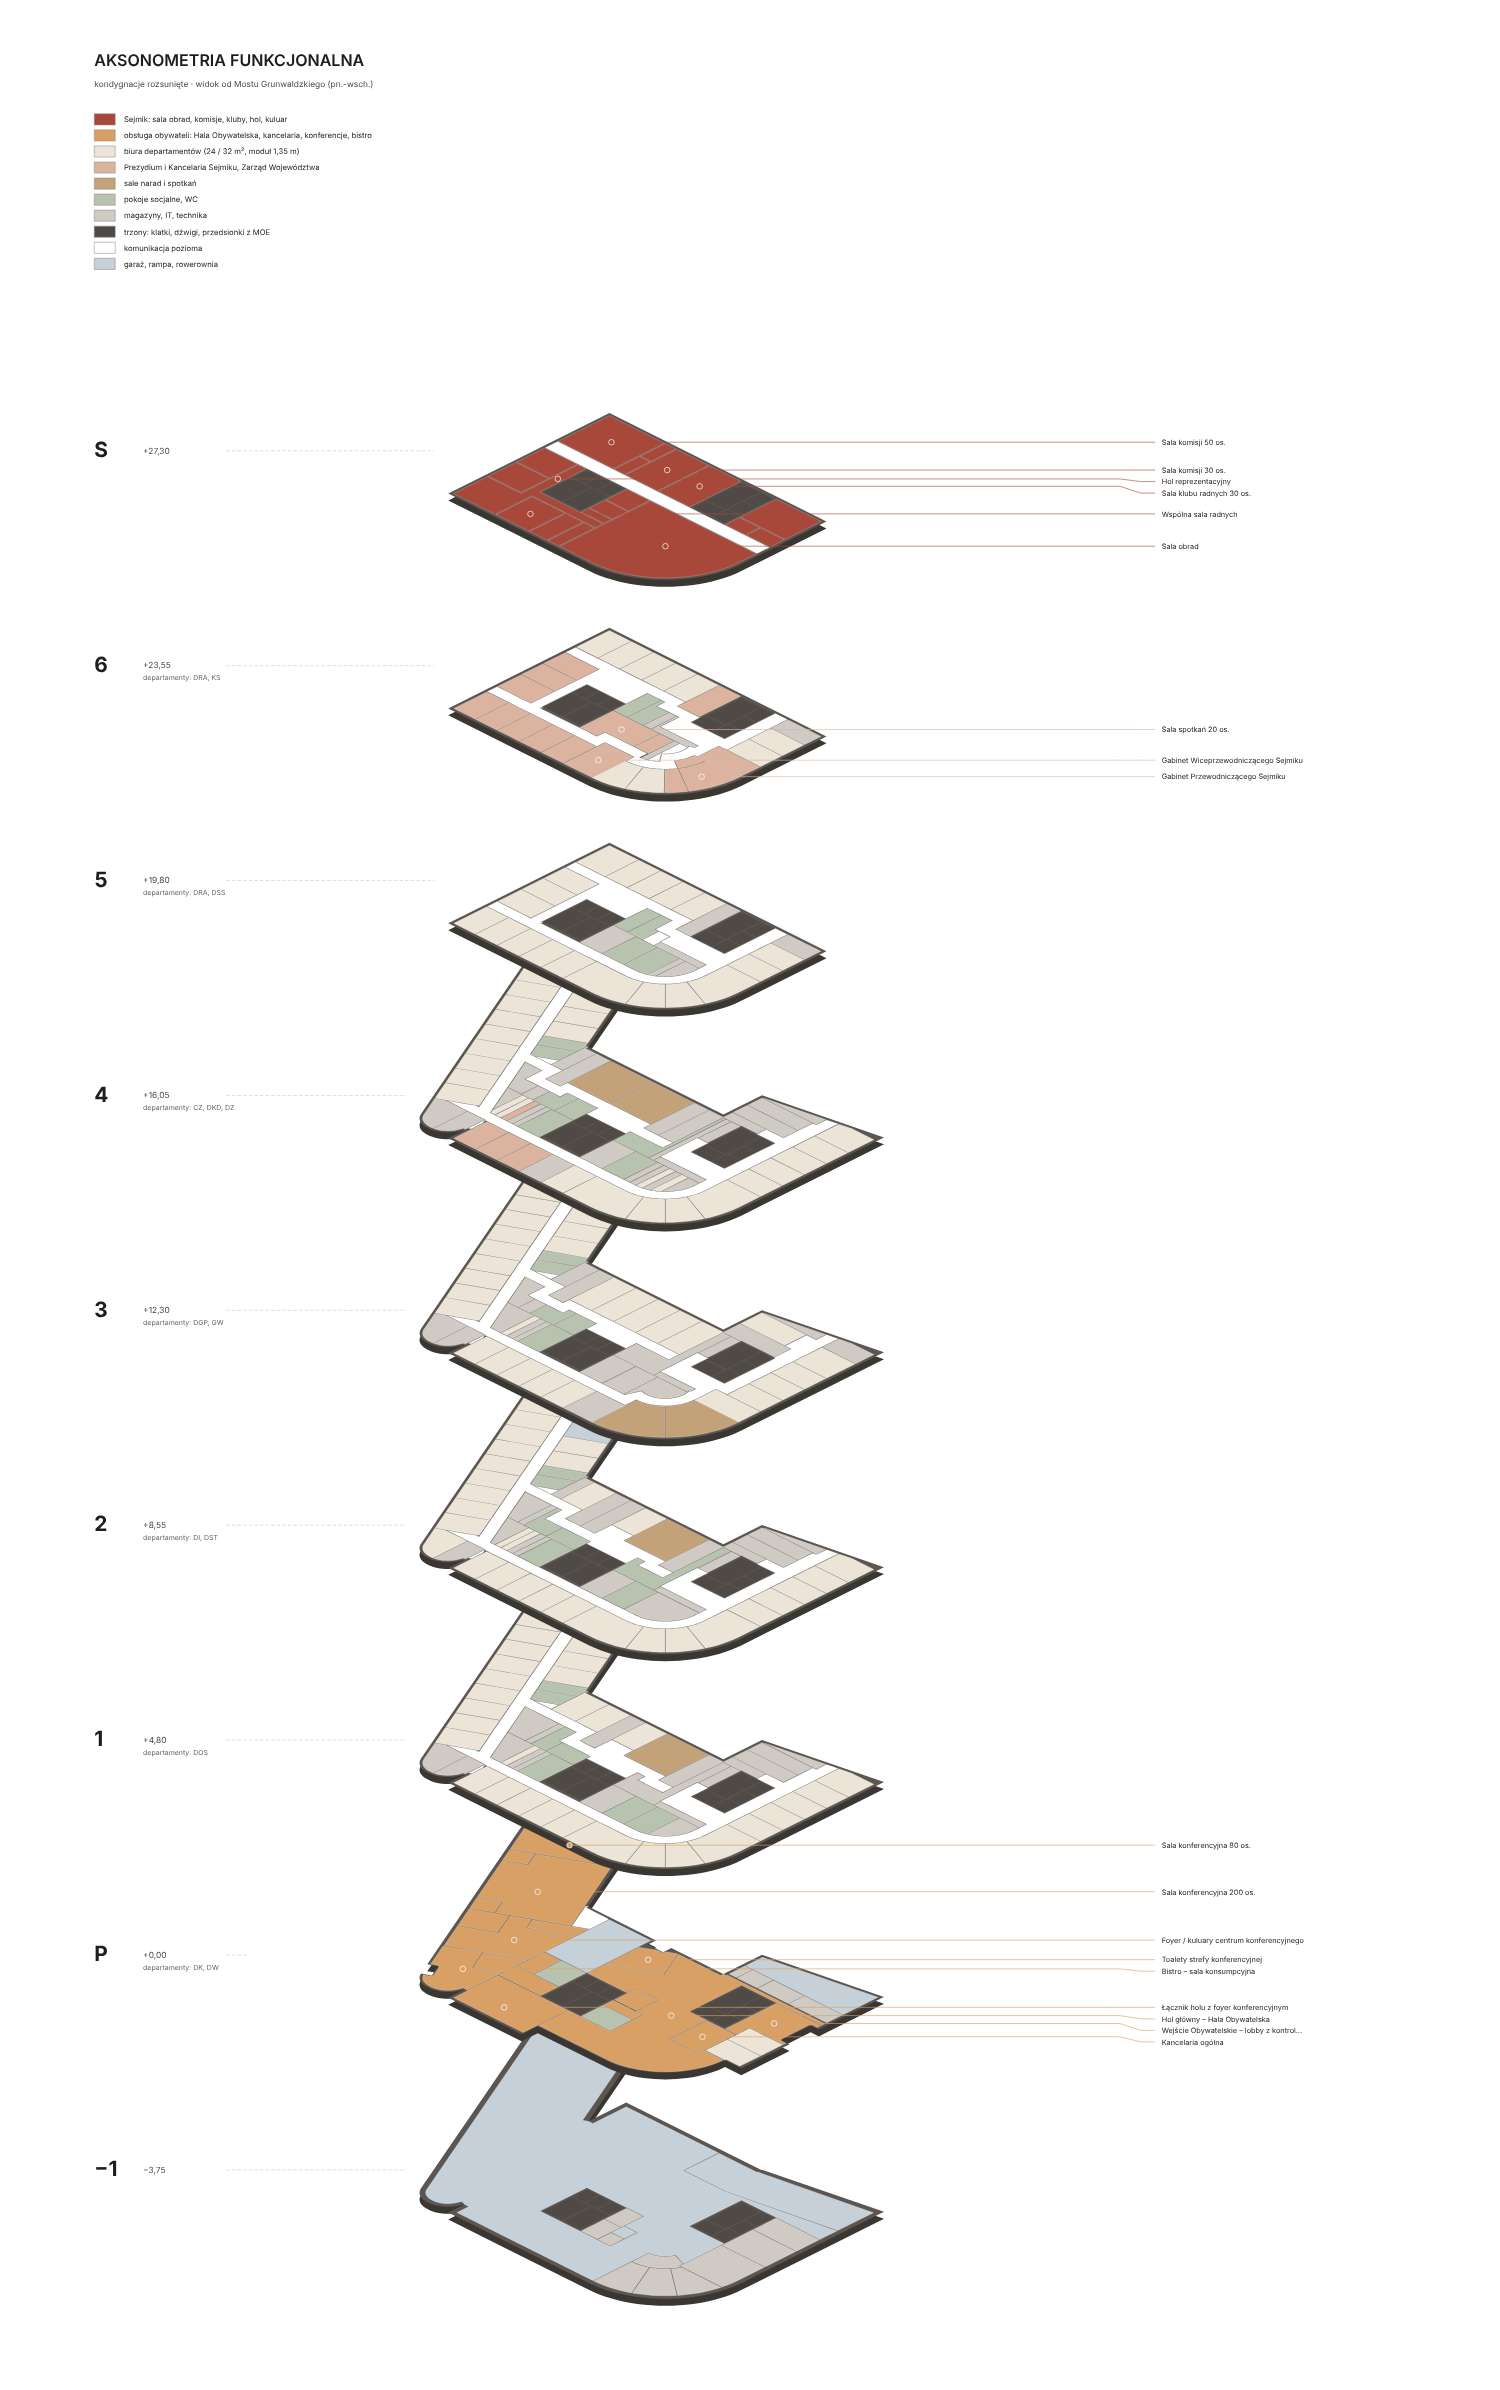 AKSONOMETRIA FUNKCJONALNA
kondygnacje rozsunięte · widok od Mostu Grunwaldzkiego (pn.-wsch.)
Sejmik: sala obrad, komisje, kluby, hol, kuluar
obsługa obywateli: Hala Obywatelska, kancelaria, konferencje, bistro
biura departamentów (24 / 32 m², moduł 1,35 m)
Prezydium i Kancelaria Sejmiku, Zarząd Województwa
sale narad i spotkań
pokoje socjalne, WC
magazyny, IT, technika
trzony: klatki, dźwigi, przedsionki z MOE
komunikacja pozioma
garaż, rampa, rowerownia
S +27,30
Sala komisji 50 os.
Sala komisji 30 os.
Hol reprezentacyjny
Sala klubu radnych 30 os.
Wspólna sala radnych
Sala obrad
6 +23,55
departamenty: DRA, KS
Sala spotkań 20 os.
Gabinet Wiceprzewodniczącego Sejmiku
Gabinet Przewodniczącego Sejmiku
5 +19,80
departamenty: DRA, DSS
4 +16,05
departamenty: CZ, DKD, DZ
3 +12,30
departamenty: DGP, GW
2 +8,55
departamenty: DI, DST
1 +4,80
departamenty: DOS
Sala konferencyjna 80 os.
Sala konferencyjna 200 os.
P +0,00
departamenty: DK, DW
Foyer / kuluary centrum konferencyjnego
Toalety strefy konferencyjnej
Bistro – sala konsumpcyjna
Łącznik holu z foyer konferencyjnym
Hol główny – Hala Obywatelska
Wejście Obywatelskie – lobby z kontrol...
Kancelaria ogólna
−1 −3,75